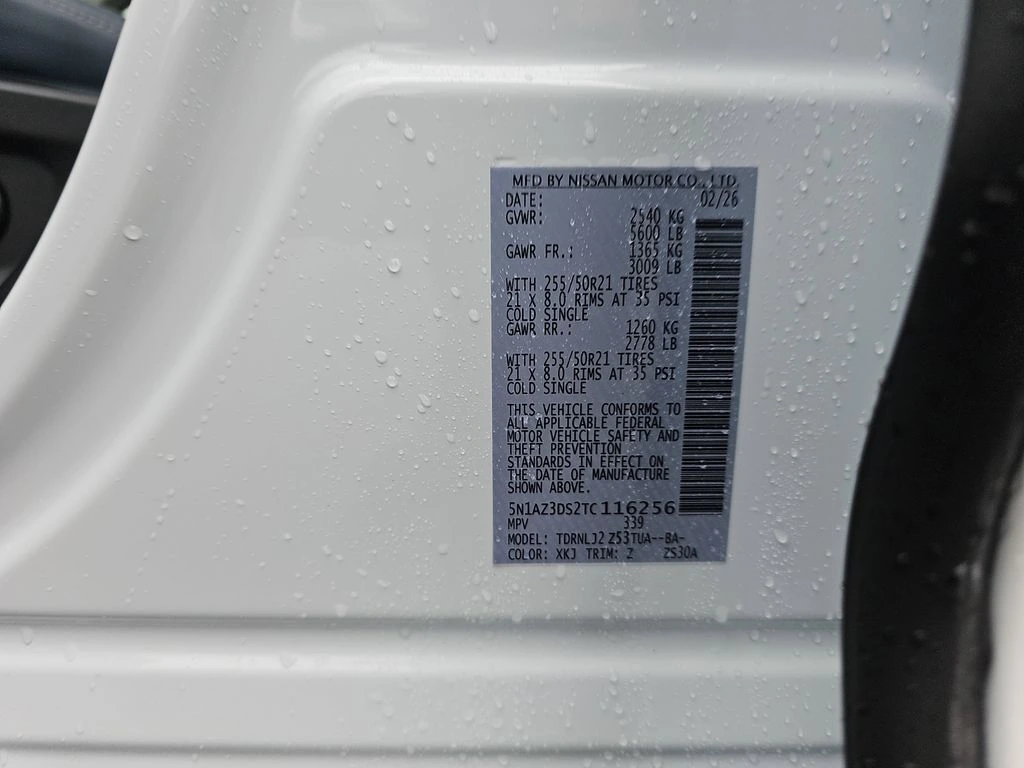 MFD BY NISSAN MOTOR CO., LTD.
DATE: 02/26
GVWR: 2540 KG
5600 LB
GAWR FR.: 1365 KG
3009 LB
WITH 255/50R21 TIRES
21 X 8.0 RIMS AT 35 PSI
COLD SINGLE
GAWR RR.: 1260 KG
2778 LB
WITH 255/50R21 TIRES
21 X 8.0 RIMS AT 35 PSI
COLD SINGLE
THIS VEHICLE CONFORMS TO
ALL APPLICABLE FEDERAL
MOTOR VEHICLE SAFETY AND
THEFT PREVENTION
STANDARDS IN EFFECT ON
THE DATE OF MANUFACTURE
SHOWN ABOVE.
5N1AZ3DS2TC116256
MPV 339
MODEL: TDRNLJ2 Z53TUA--BA-
COLOR: XKJ TRIM: Z ZS30A